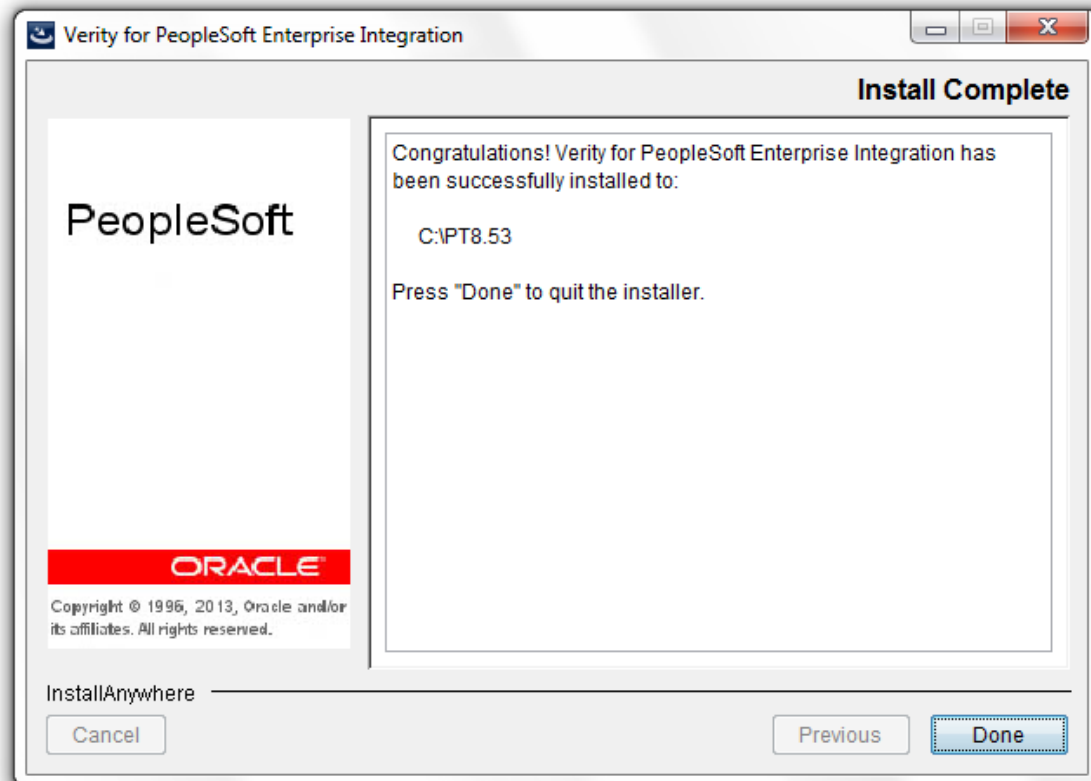 Verity for PeopleSoft Enterprise Integration
Install Complete
PeopleSoft
ORACLE
Copyright © 1996, 2013, Oracle and/or
its affiliates. All rights reserved.
Congratulations! Verity for PeopleSoft Enterprise Integration has
been successfully installed to:
C:\PT8.53
Press "Done" to quit the installer.
InstallAnywhere
Cancel
Previous
Done